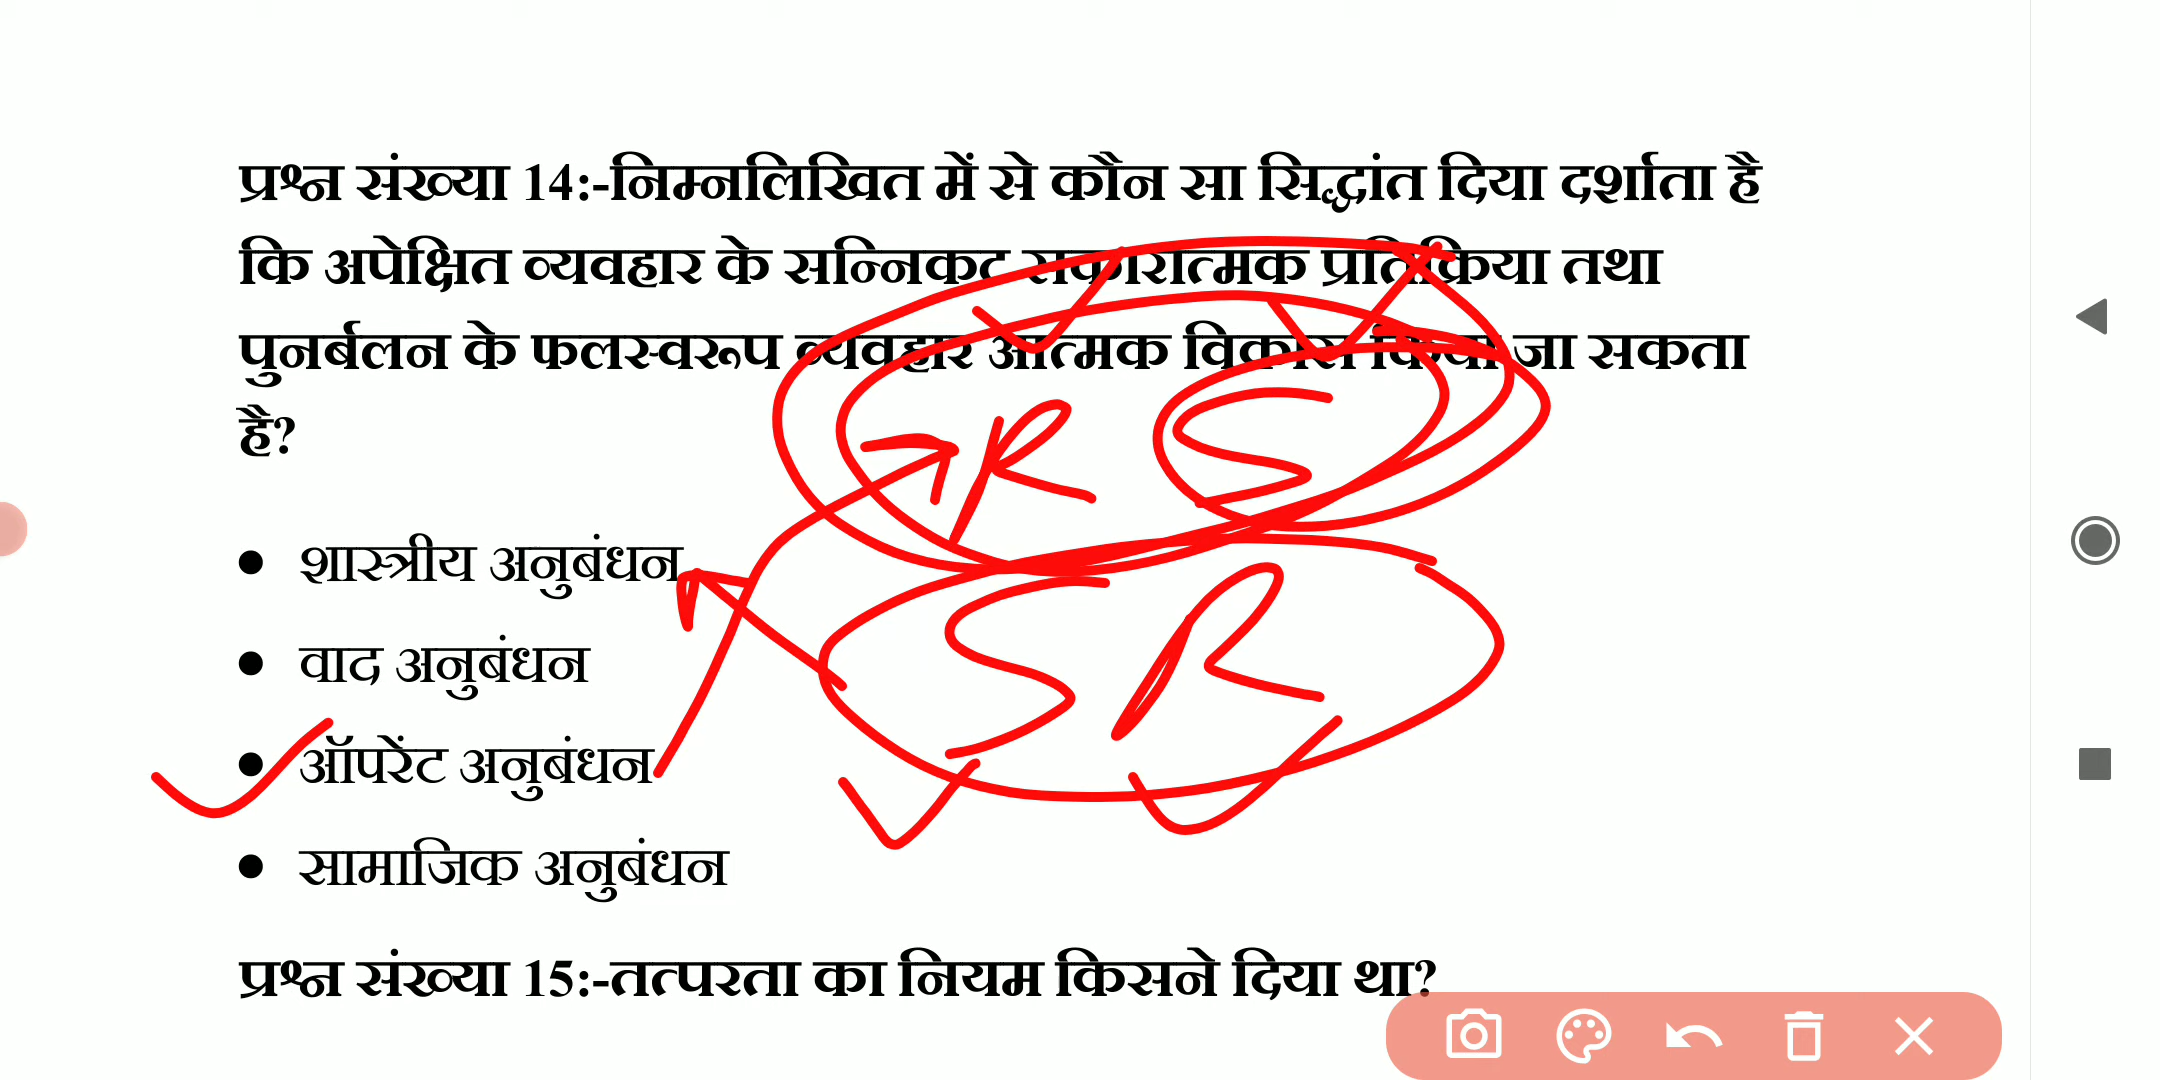 प्रश्न संख्या 14:-निम्नलिखित में से कौन सा सिद्धांत दिया दर्शाता है
कि अपेक्षित व्यवहार के सन्निकट सकारात्मक प्रतिक्रिया तथा
पुनर्बलन के फलस्वरूप व्यवहार आत्मक विकास किया जा सकता
है?
R S
● शास्त्रीय अनुबंधन
S R
● वाद अनुबंधन
● ऑपरेंट अनुबंधन
● सामाजिक अनुबंधन
प्रश्न संख्या 15:-तत्परता का नियम किसने दिया था?